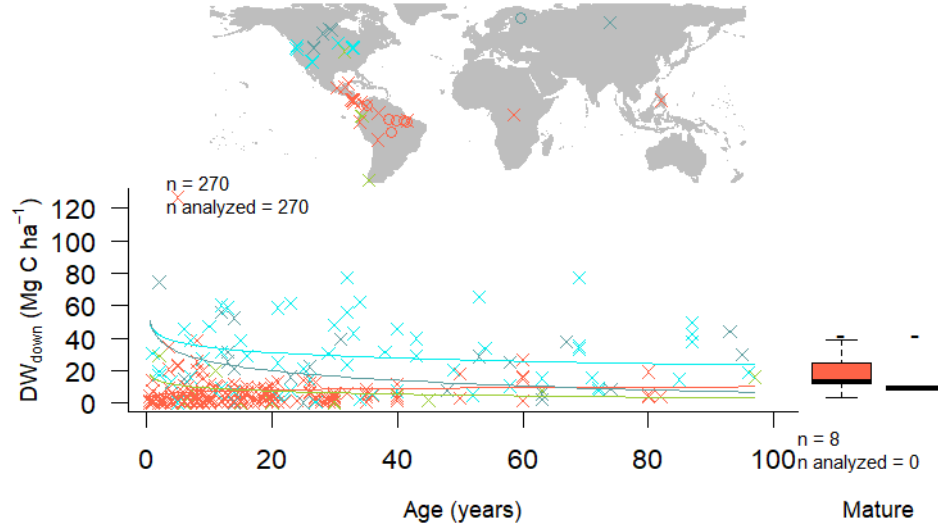 n = 270
n analyzed = 270
DW_down (Mg C ha⁻¹)
120
100
80
60
40
20
0
0 20 40 60 80 100
n = 8
n analyzed = 0
Age (years) Mature